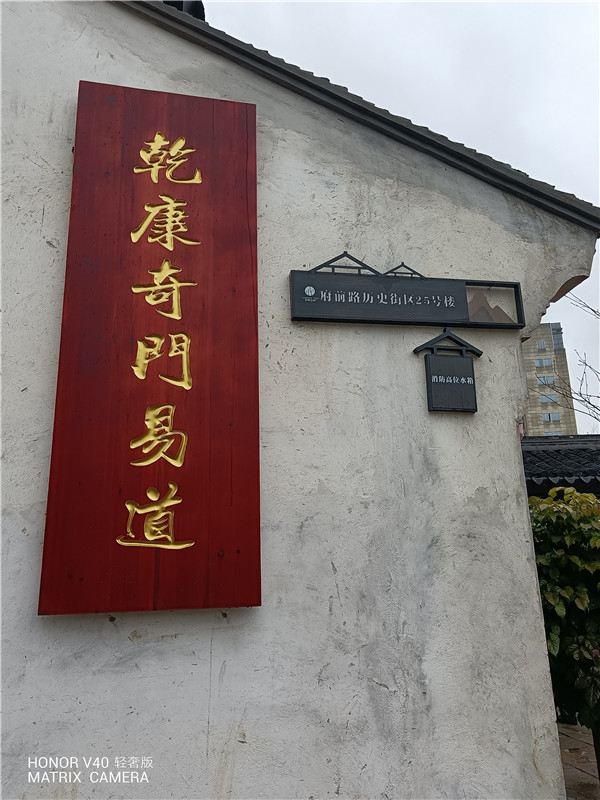 乾康奇門易道
府前路历史街区25号楼
消防高位水箱
HONOR V40 轻奢版
MATRIX CAMERA